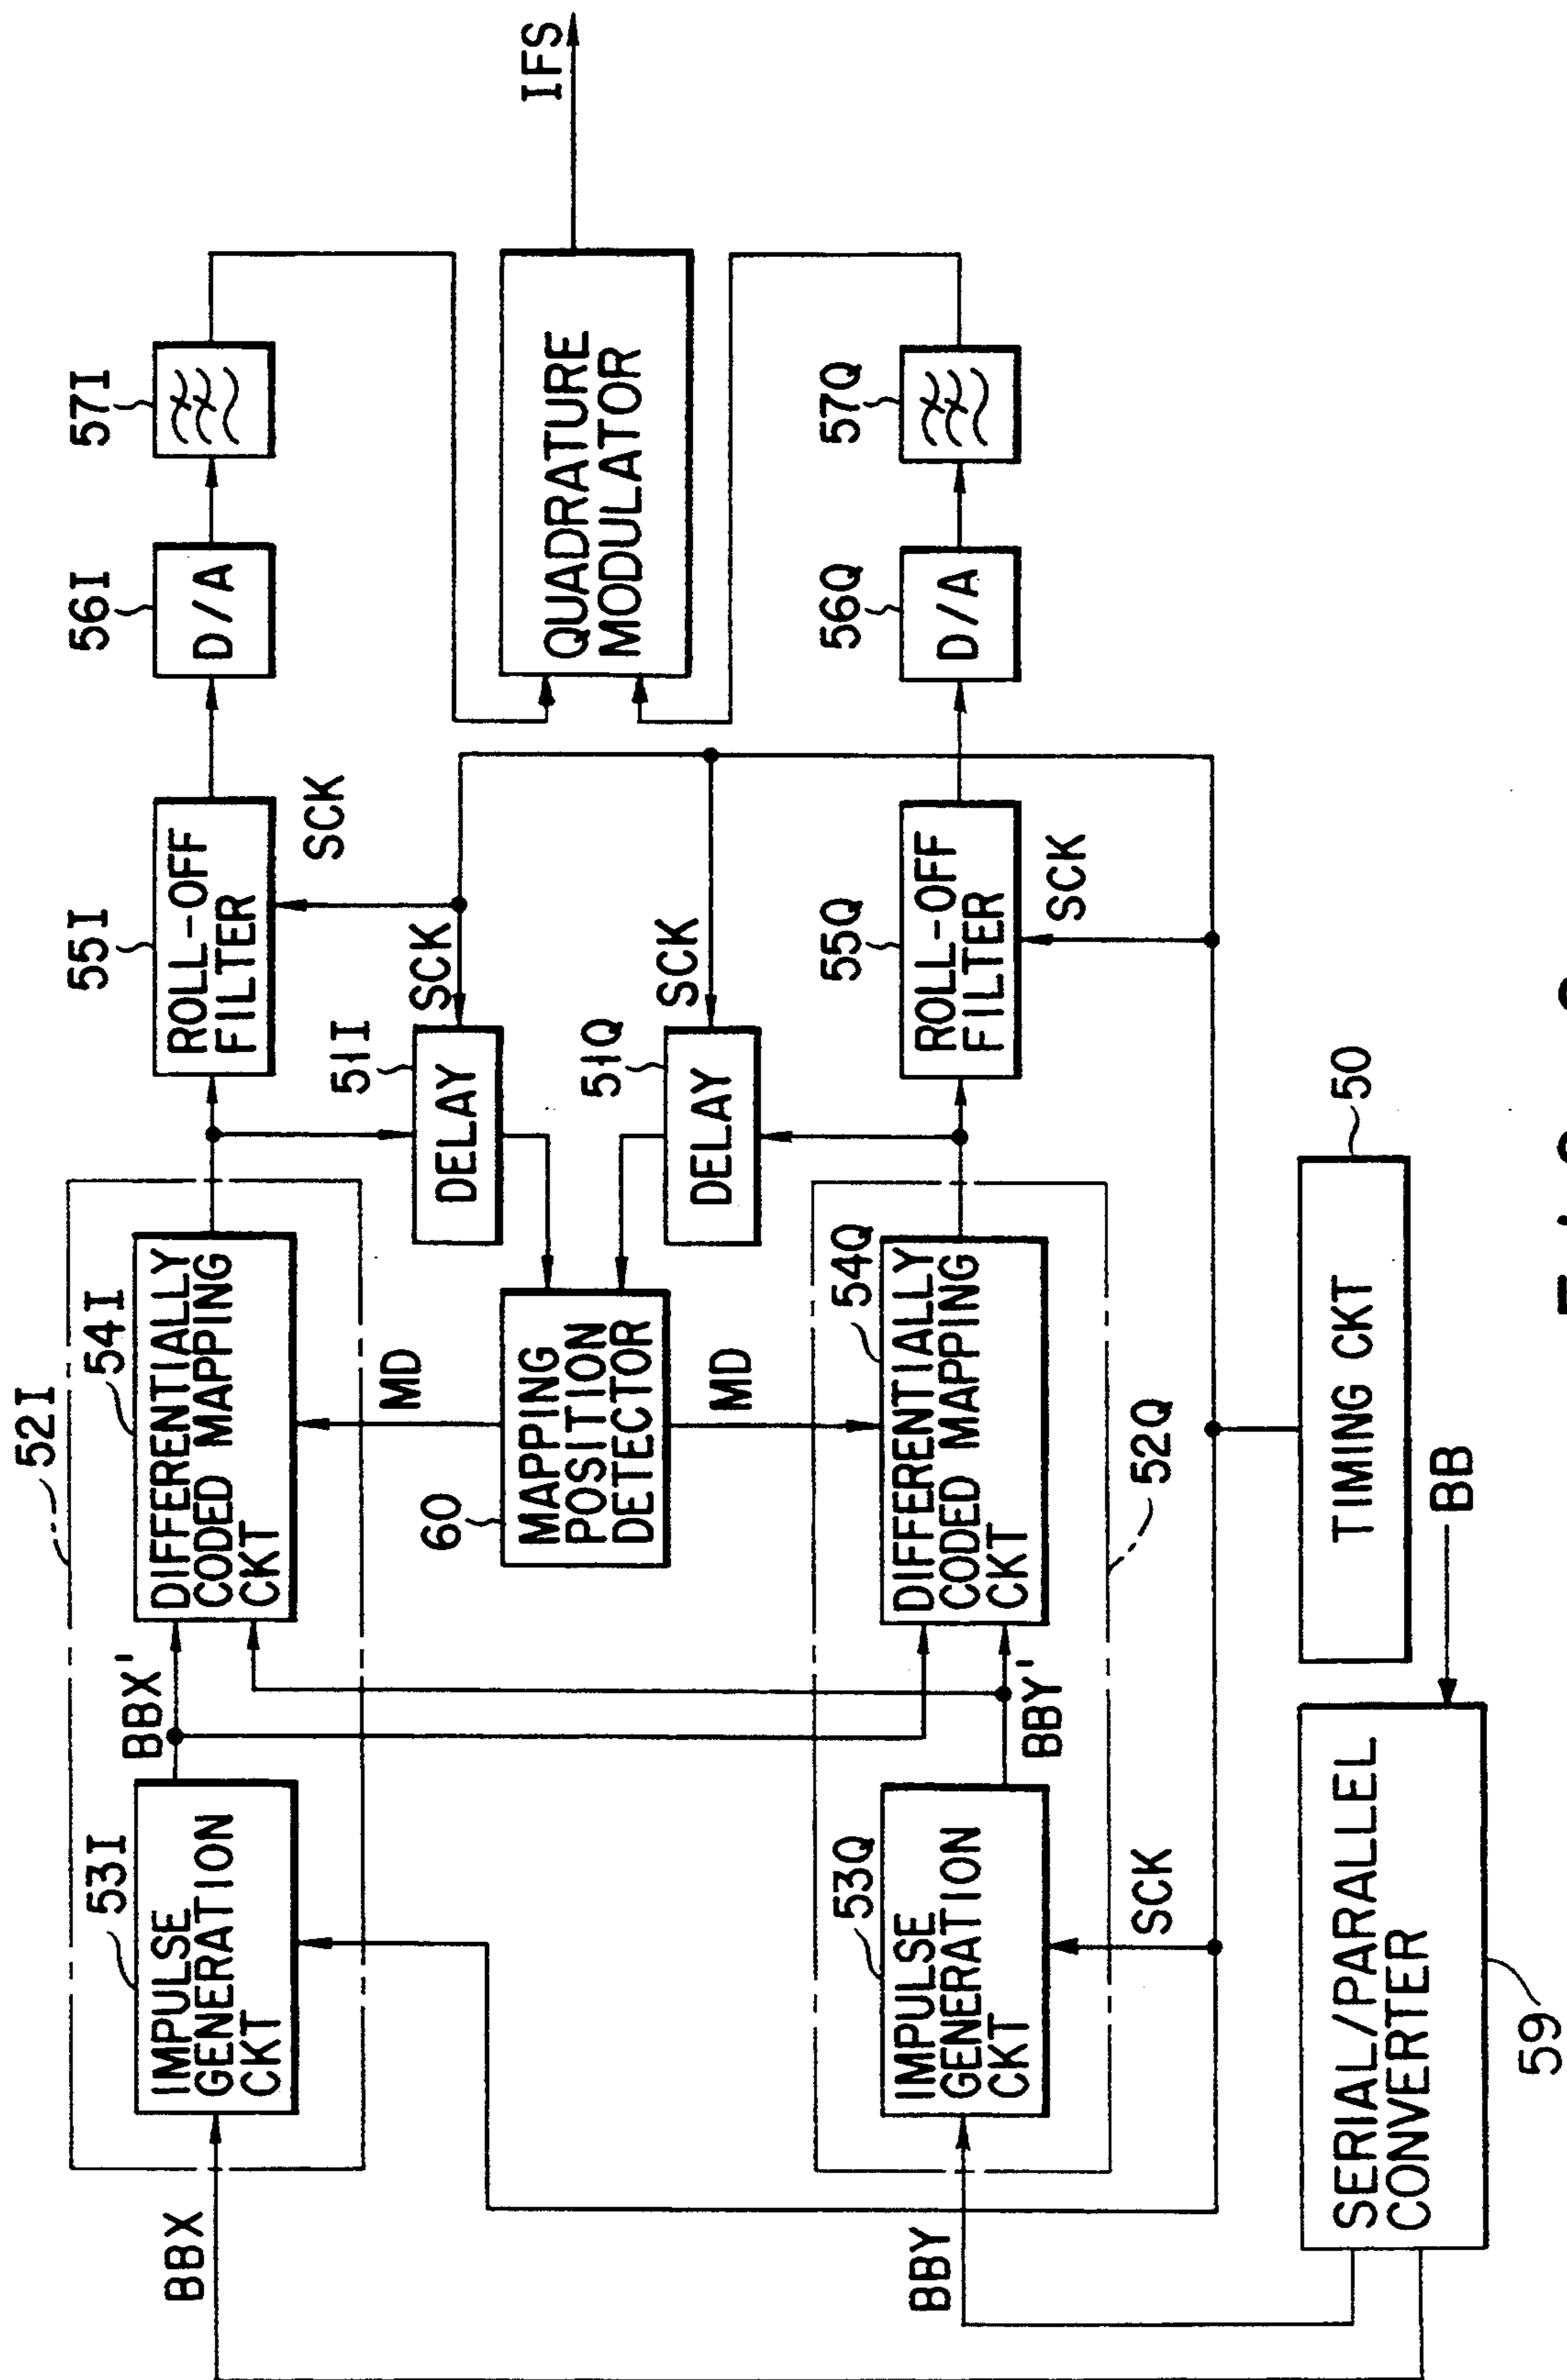 52I
53I
54I
55I
56I
57I
BBX
IMPULSE
GENERATION
CKT
BBX'
DIFFERENTIALLY
CODED MAPPING
CKT
ROLL-OFF
FILTER
D/A
SCK
MD
51I
SCK
DELAY
60
MAPPING
POSITION
DETECTOR
QUADRATURE
MODULATOR
IFS
51Q
SCK
DELAY
MD
53Q
54Q
55Q
56Q
57Q
BBY
IMPULSE
GENERATION
CKT
BBY'
DIFFERENTIALLY
CODED MAPPING
CKT
ROLL-OFF
FILTER
D/A
SCK
SCK
52Q
50
TIMING CKT
BB
SERIAL/PARALLEL
CONVERTER
59